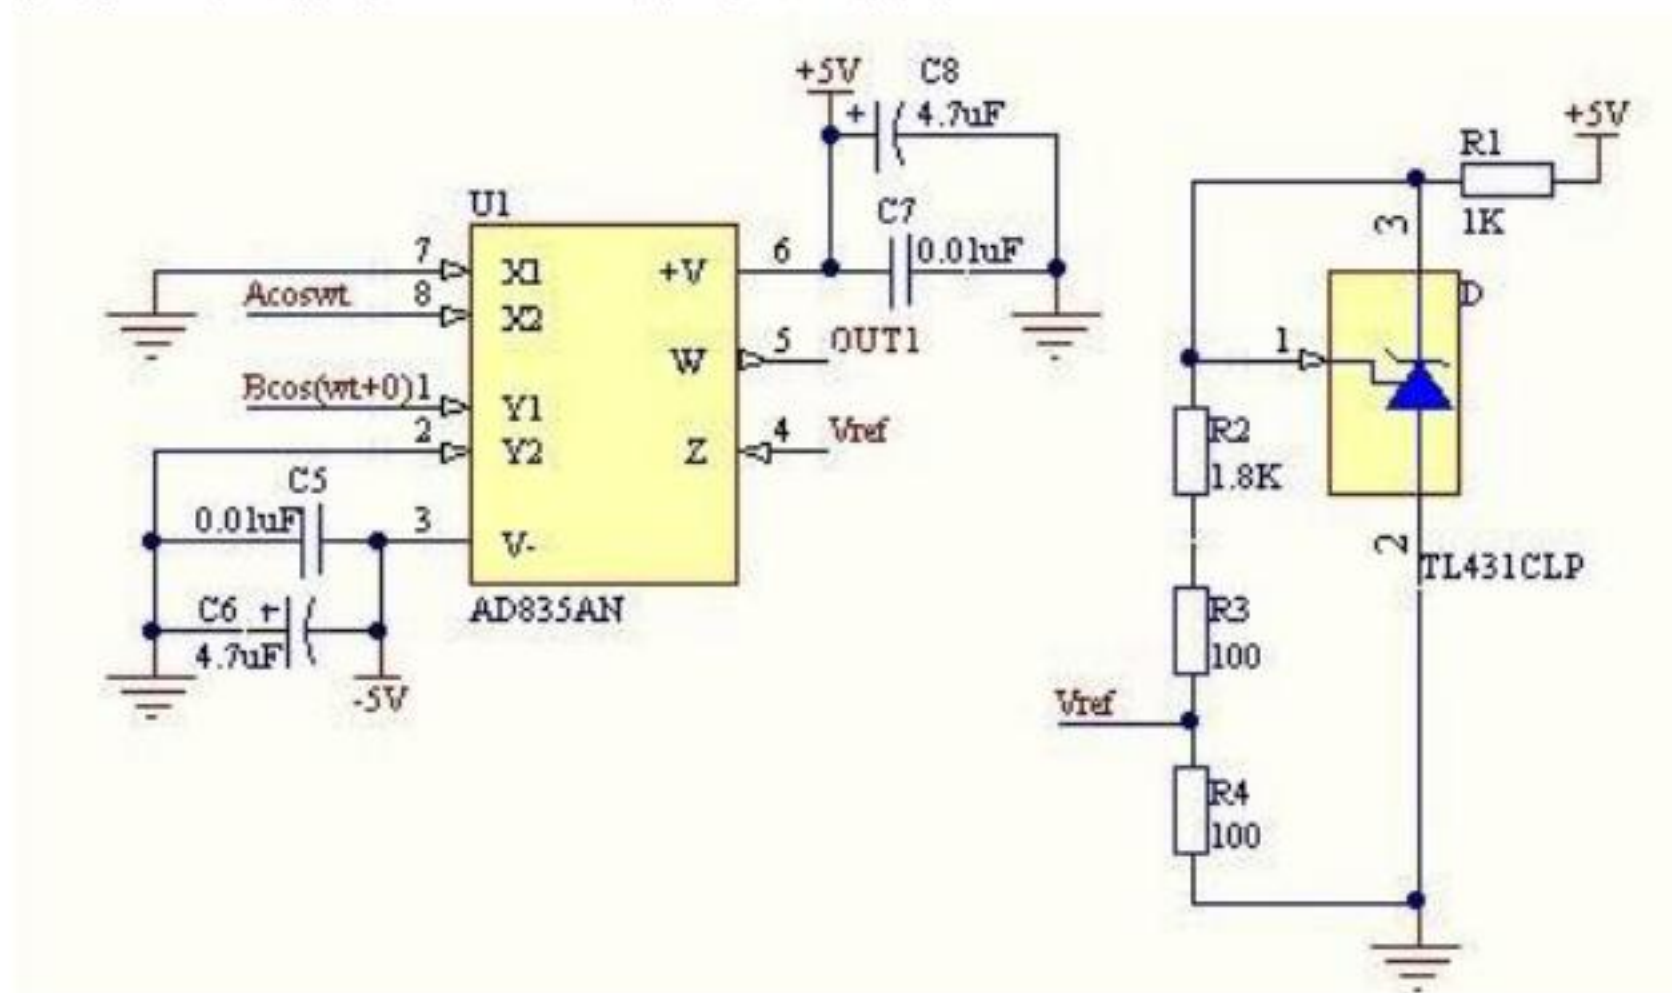 +5V
C8
4.7uF
+
+5V
R1
1K
U1
C7
0.01uF
7
X1
+V
6
3
Acoswt
8
X2
D
W
5
OUT1
1
Bcos(wt+0)
1
Y1
2
Y2
Z
4
Vref
R2
1.8K
C5
0.01uF
3
V-
2
TL431CLP
C6
+
4.7uF
AD835AN
R3
100
-5V
Vref
R4
100